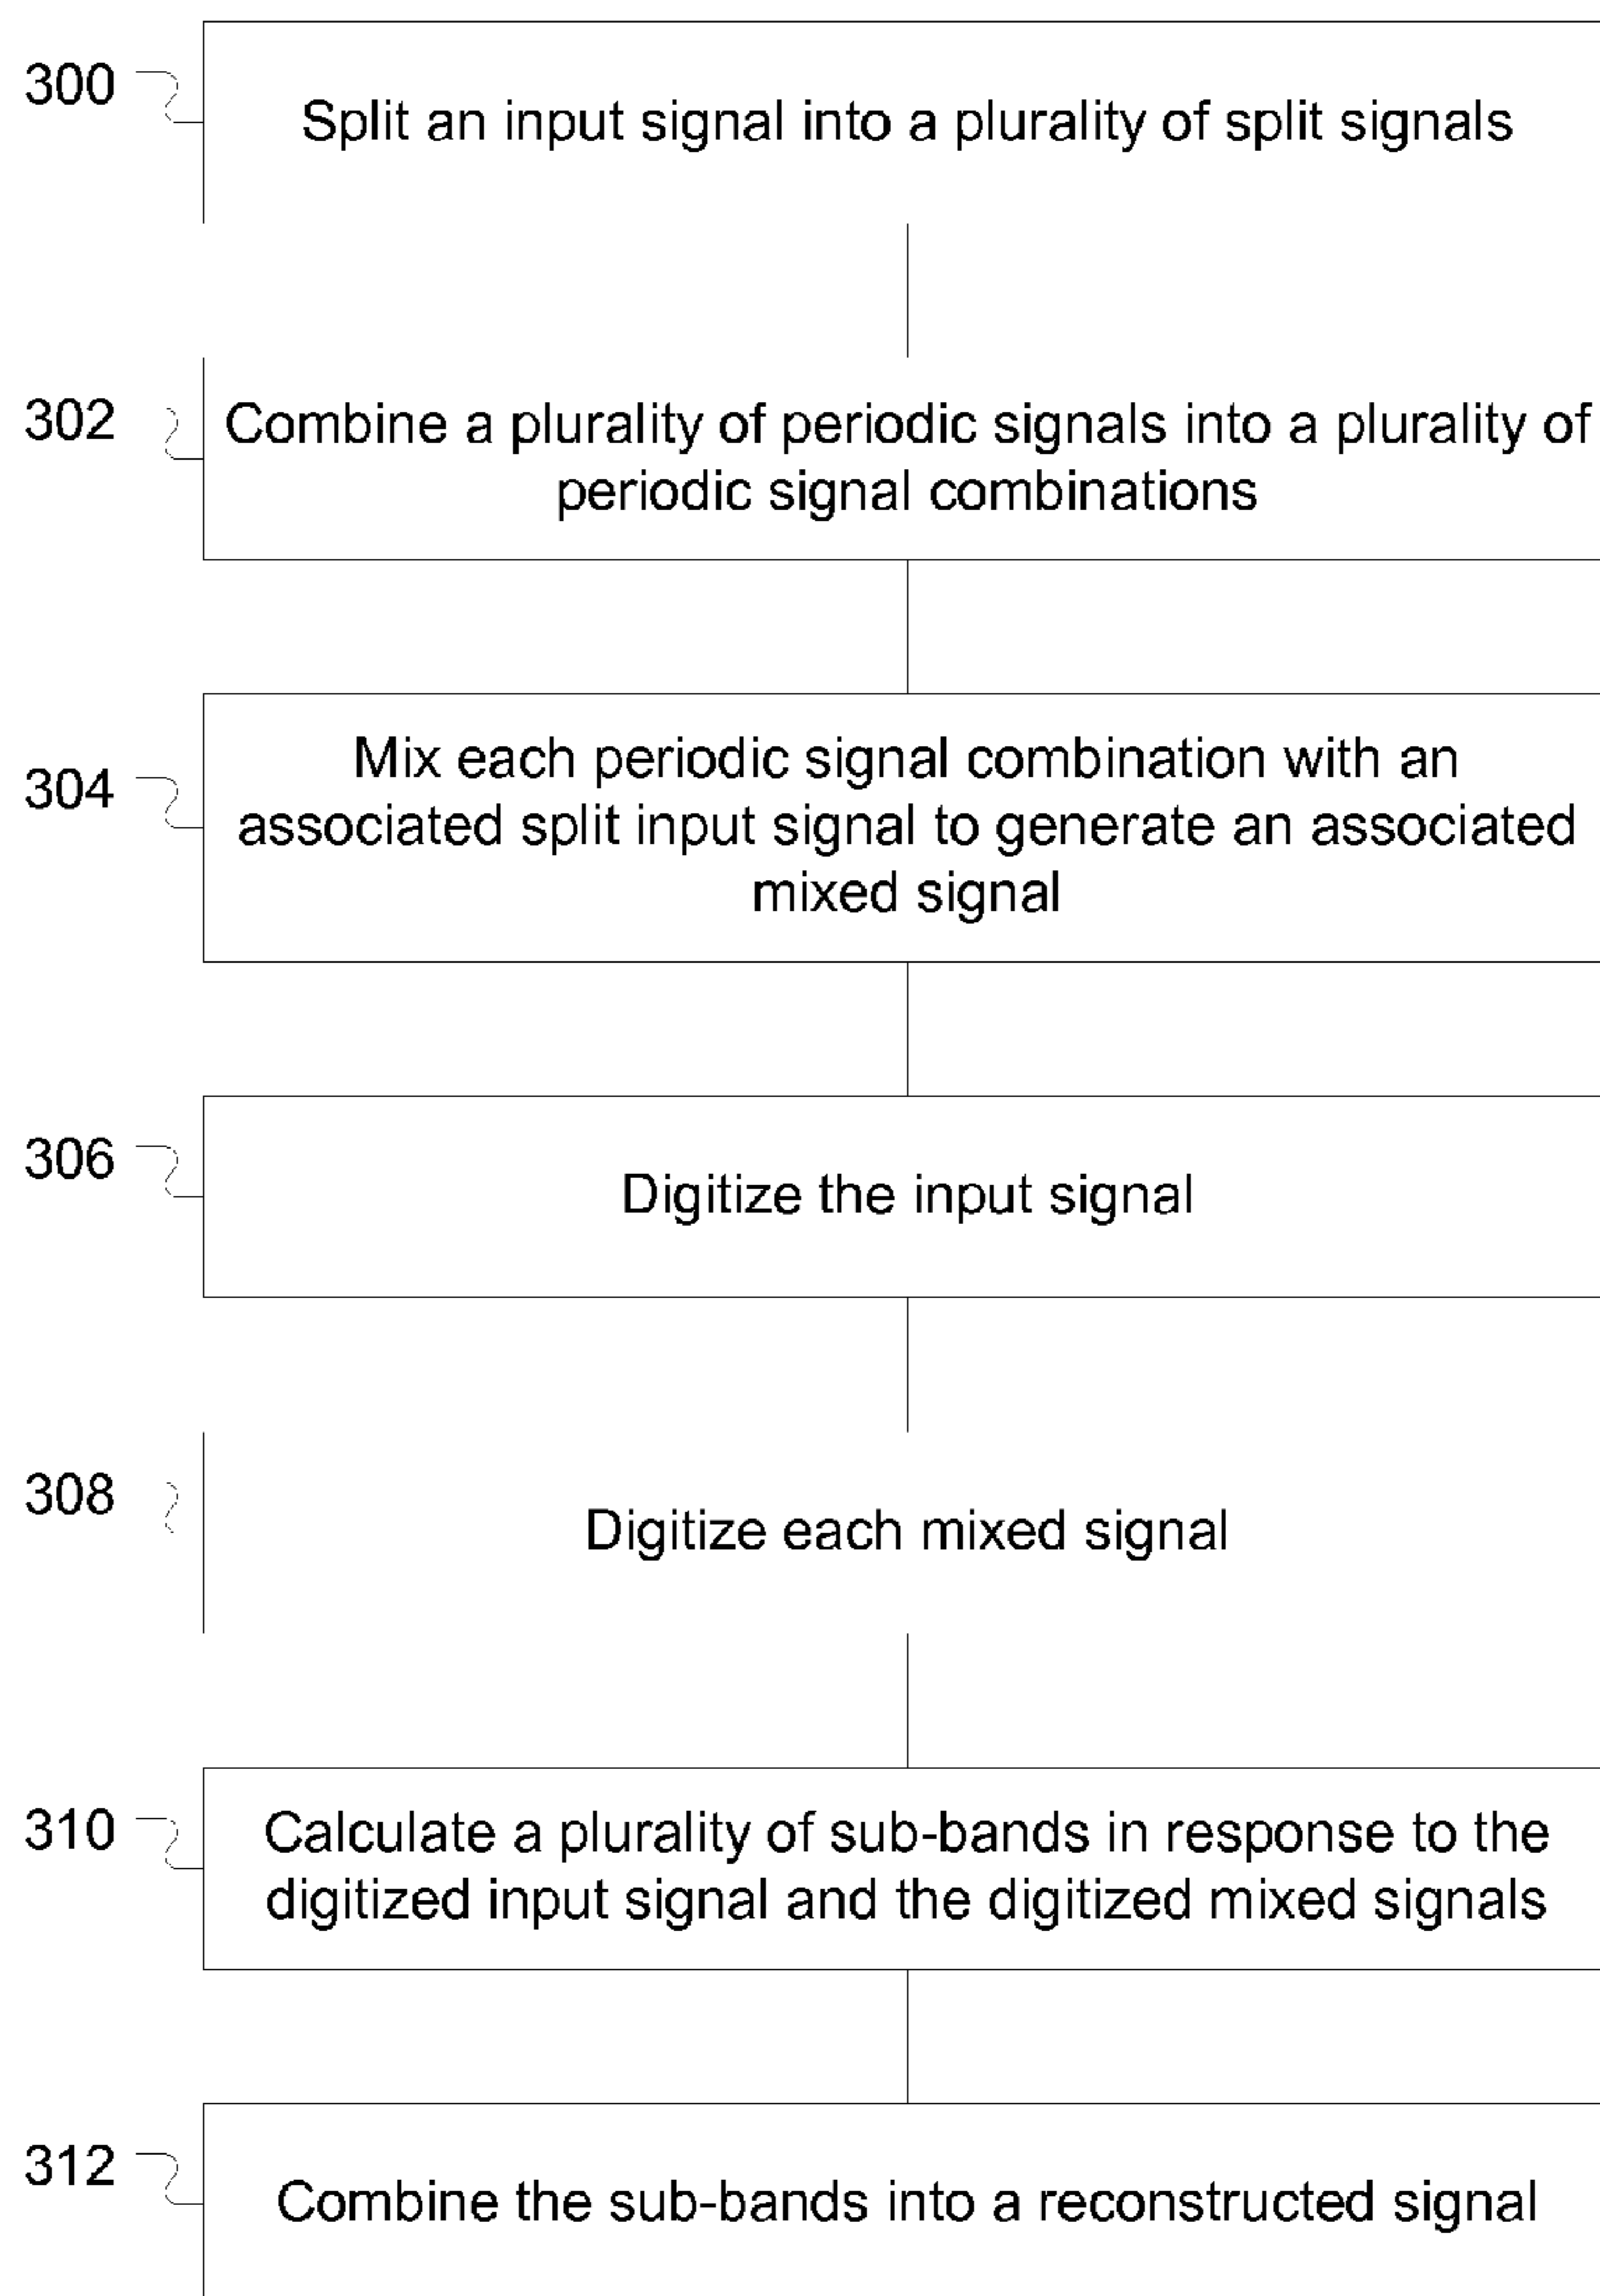 300
Split an input signal into a plurality of split signals
302
Combine a plurality of periodic signals into a plurality of
periodic signal combinations
304
Mix each periodic signal combination with an
associated split input signal to generate an associated
mixed signal
306
Digitize the input signal
308
Digitize each mixed signal
310
Calculate a plurality of sub-bands in response to the
digitized input signal and the digitized mixed signals
312
Combine the sub-bands into a reconstructed signal